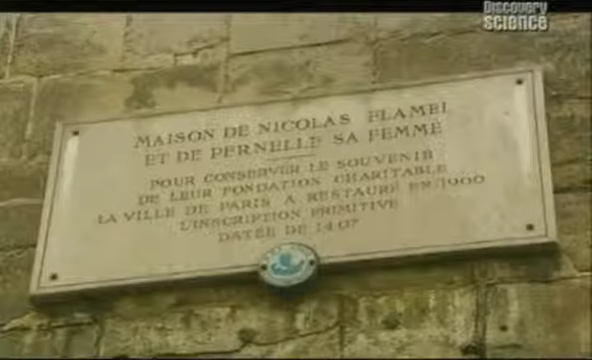 Discovery
SCIENCE
MAISON DE NICOLAS FLAMEL
ET DE PERNELLE SA FEMME
POUR CONSERVER LE SOUVENIR
DE LEUR FONDATION CHARITABLE
LA VILLE DE PARIS A RESTAURÉ EN 1900
L'INSCRIPTION PRIMITIVE
DATÉE DE 1407